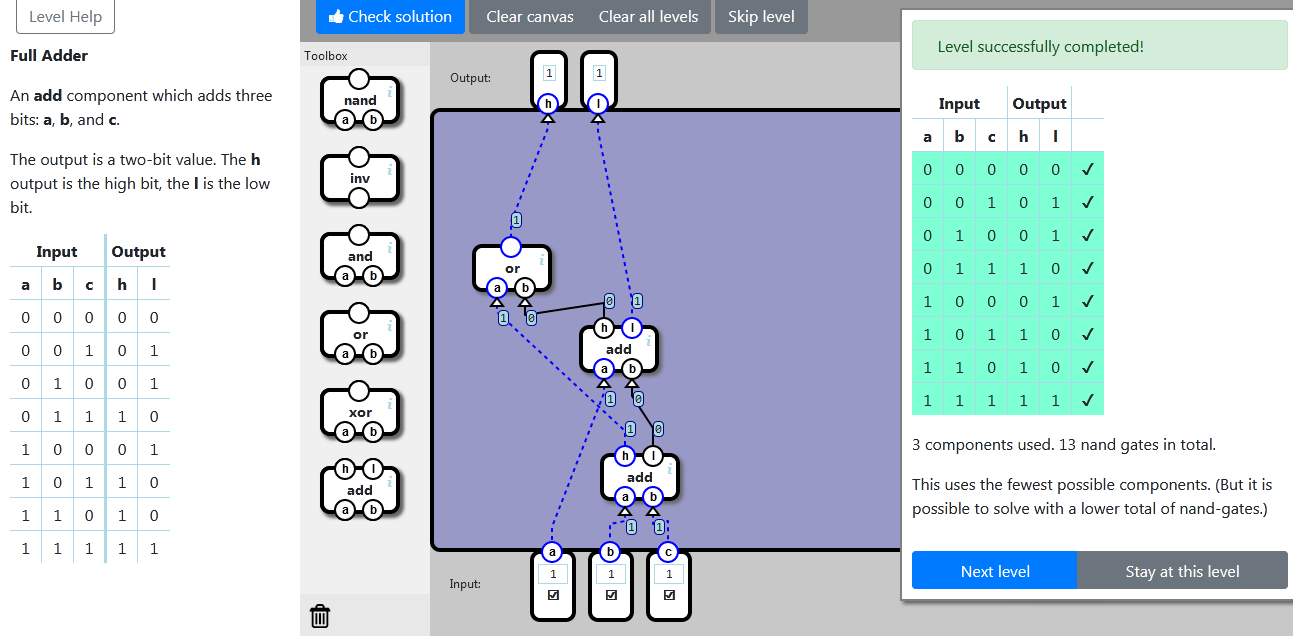 Level Help
Full Adder
An add component which adds three
bits: a, b, and c.
The output is a two-bit value. The h
output is the high bit, the l is the low
bit.
Input Output
a b c h l
0 0 0 0 0
0 0 1 0 1
0 1 0 0 1
0 1 1 1 0
1 0 0 0 1
1 0 1 1 0
1 1 0 1 0
1 1 1 1 1
Check solution Clear canvas Clear all levels Skip level
Toolbox
nand
i
a b
inv
i
and
i
a b
or
i
a b
xor
i
a b
h l
add
i
a b
Output:
1 1
h l
1
or
i
a b
1 0
0 1
h l
add
i
a b
1 0
1 0
h l
add
i
a b
1 1
a b c
Input:
1 1 1
Level successfully completed!
Input Output
a b c h l
0 0 0 0 0 ✔
0 0 1 0 1 ✔
0 1 0 0 1 ✔
0 1 1 1 0 ✔
1 0 0 0 1 ✔
1 0 1 1 0 ✔
1 1 0 1 0 ✔
1 1 1 1 1 ✔
3 components used. 13 nand gates in total.
This uses the fewest possible components. (But it is
possible to solve with a lower total of nand-gates.)
Next level Stay at this level